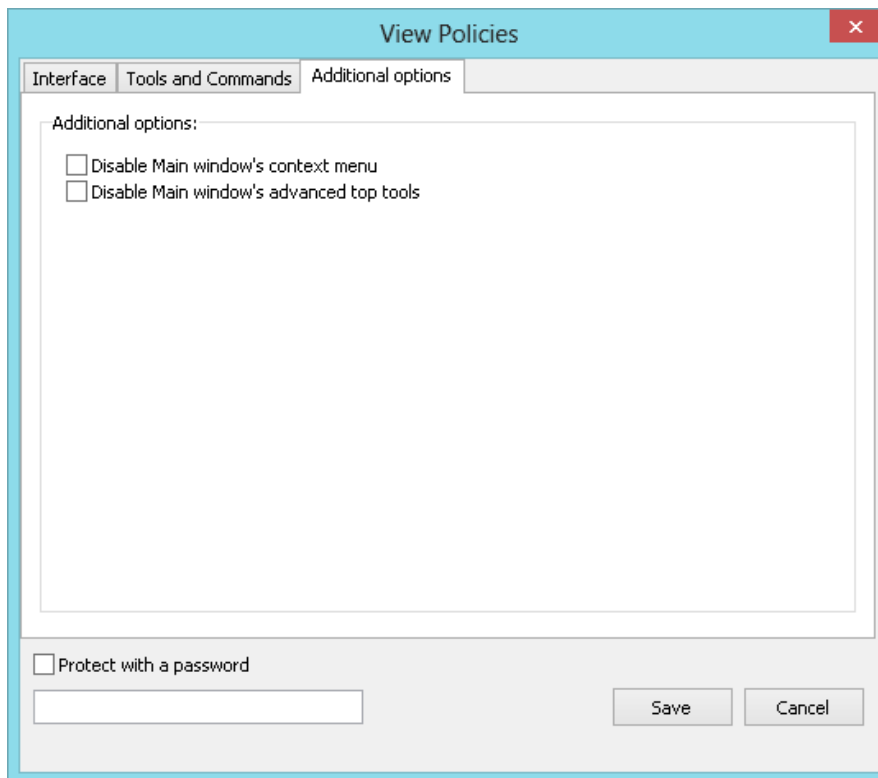 View Policies
Interface Tools and Commands Additional options
Additional options:
Disable Main window's context menu
Disable Main window's advanced top tools
Protect with a password
Save Cancel